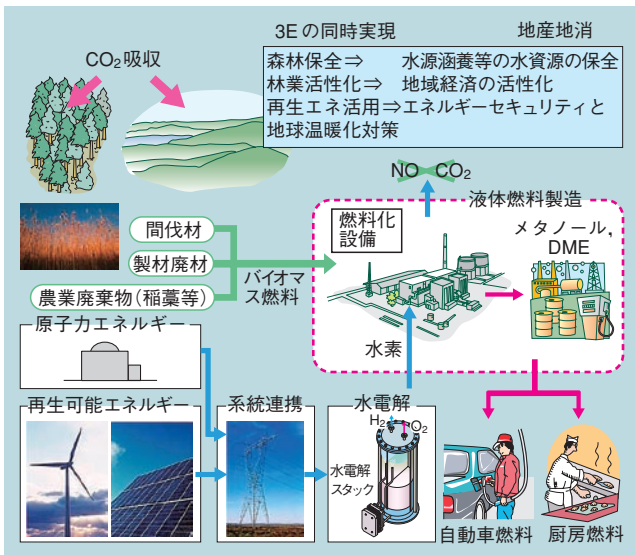 3Eの同時実現 地産地消
森林保全⇒ 水源涵養等の水資源の保全
林業活性化⇒ 地域経済の活性化
再生エネ活用⇒エネルギーセキュリティと
地球温暖化対策
CO2吸収
NO CO2
液体燃料製造
燃料化
設備
メタノール,
DME
間伐材
製材廃材
農業廃棄物(稲藁等)
バイオマ
ス燃料
水素
原子力エネルギー
再生可能エネルギー
系統連携
水電解
H2
O2
水電解
スタック
自動車燃料
厨房燃料